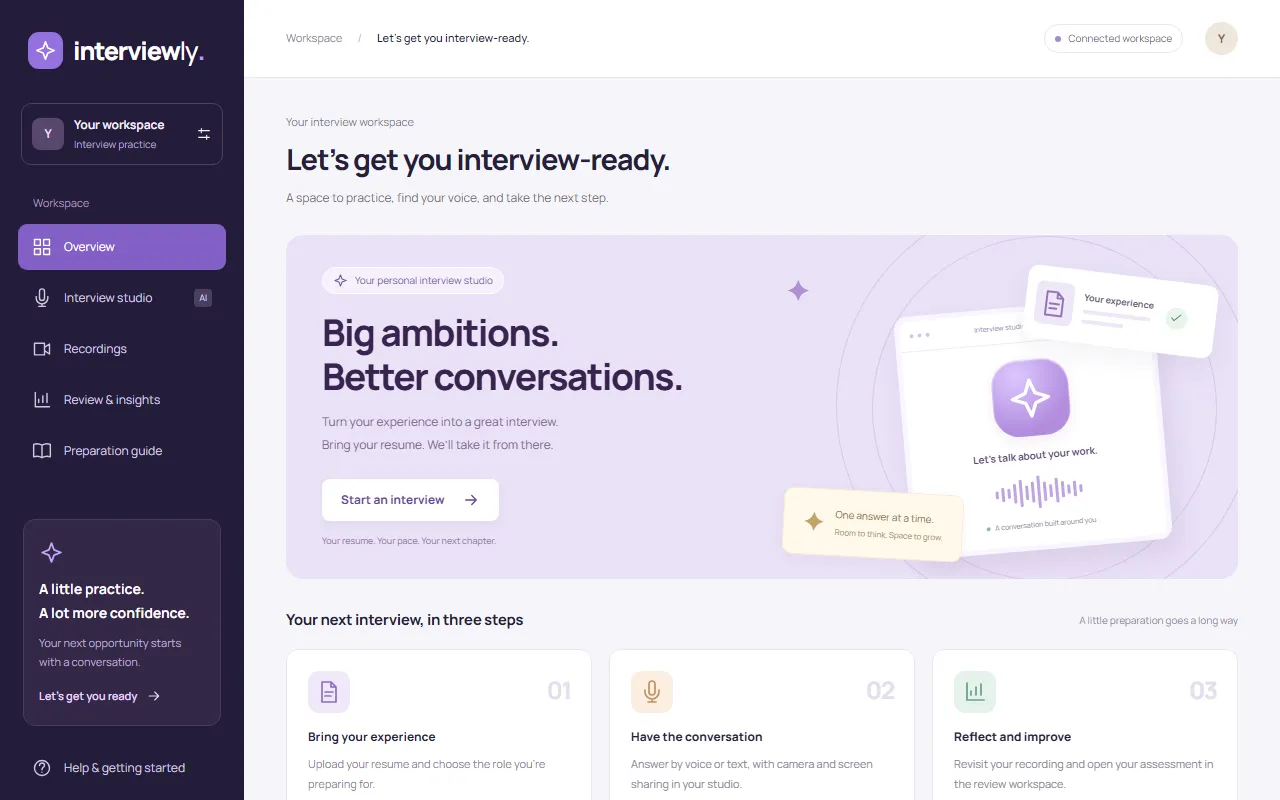 interviewly.
Y
Your workspace
Interview practice
Workspace
Overview
Interview studio
AI
Recordings
Review & insights
Preparation guide
A little practice.
A lot more confidence.
Your next opportunity starts
with a conversation.
Let's get you ready
Help & getting started
Workspace / Let's get you interview-ready.
Connected workspace
Y
Your interview workspace
Let's get you interview-ready.
A space to practice, find your voice, and take the next step.
Your personal interview studio
Big ambitions.
Better conversations.
Turn your experience into a great interview.
Bring your resume. We'll take it from there.
Start an interview
Your resume. Your pace. Your next chapter.
Your experience
Interview studio
Let's talk about your work.
A conversation built around you
One answer at a time.
Room to think. Space to grow.
Your next interview, in three steps
A little preparation goes a long way
01
Bring your experience
Upload your resume and choose the role you're
preparing for.
02
Have the conversation
Answer by voice or text, with camera and screen
sharing in your studio.
03
Reflect and improve
Revisit your recording and open your assessment in
the review workspace.